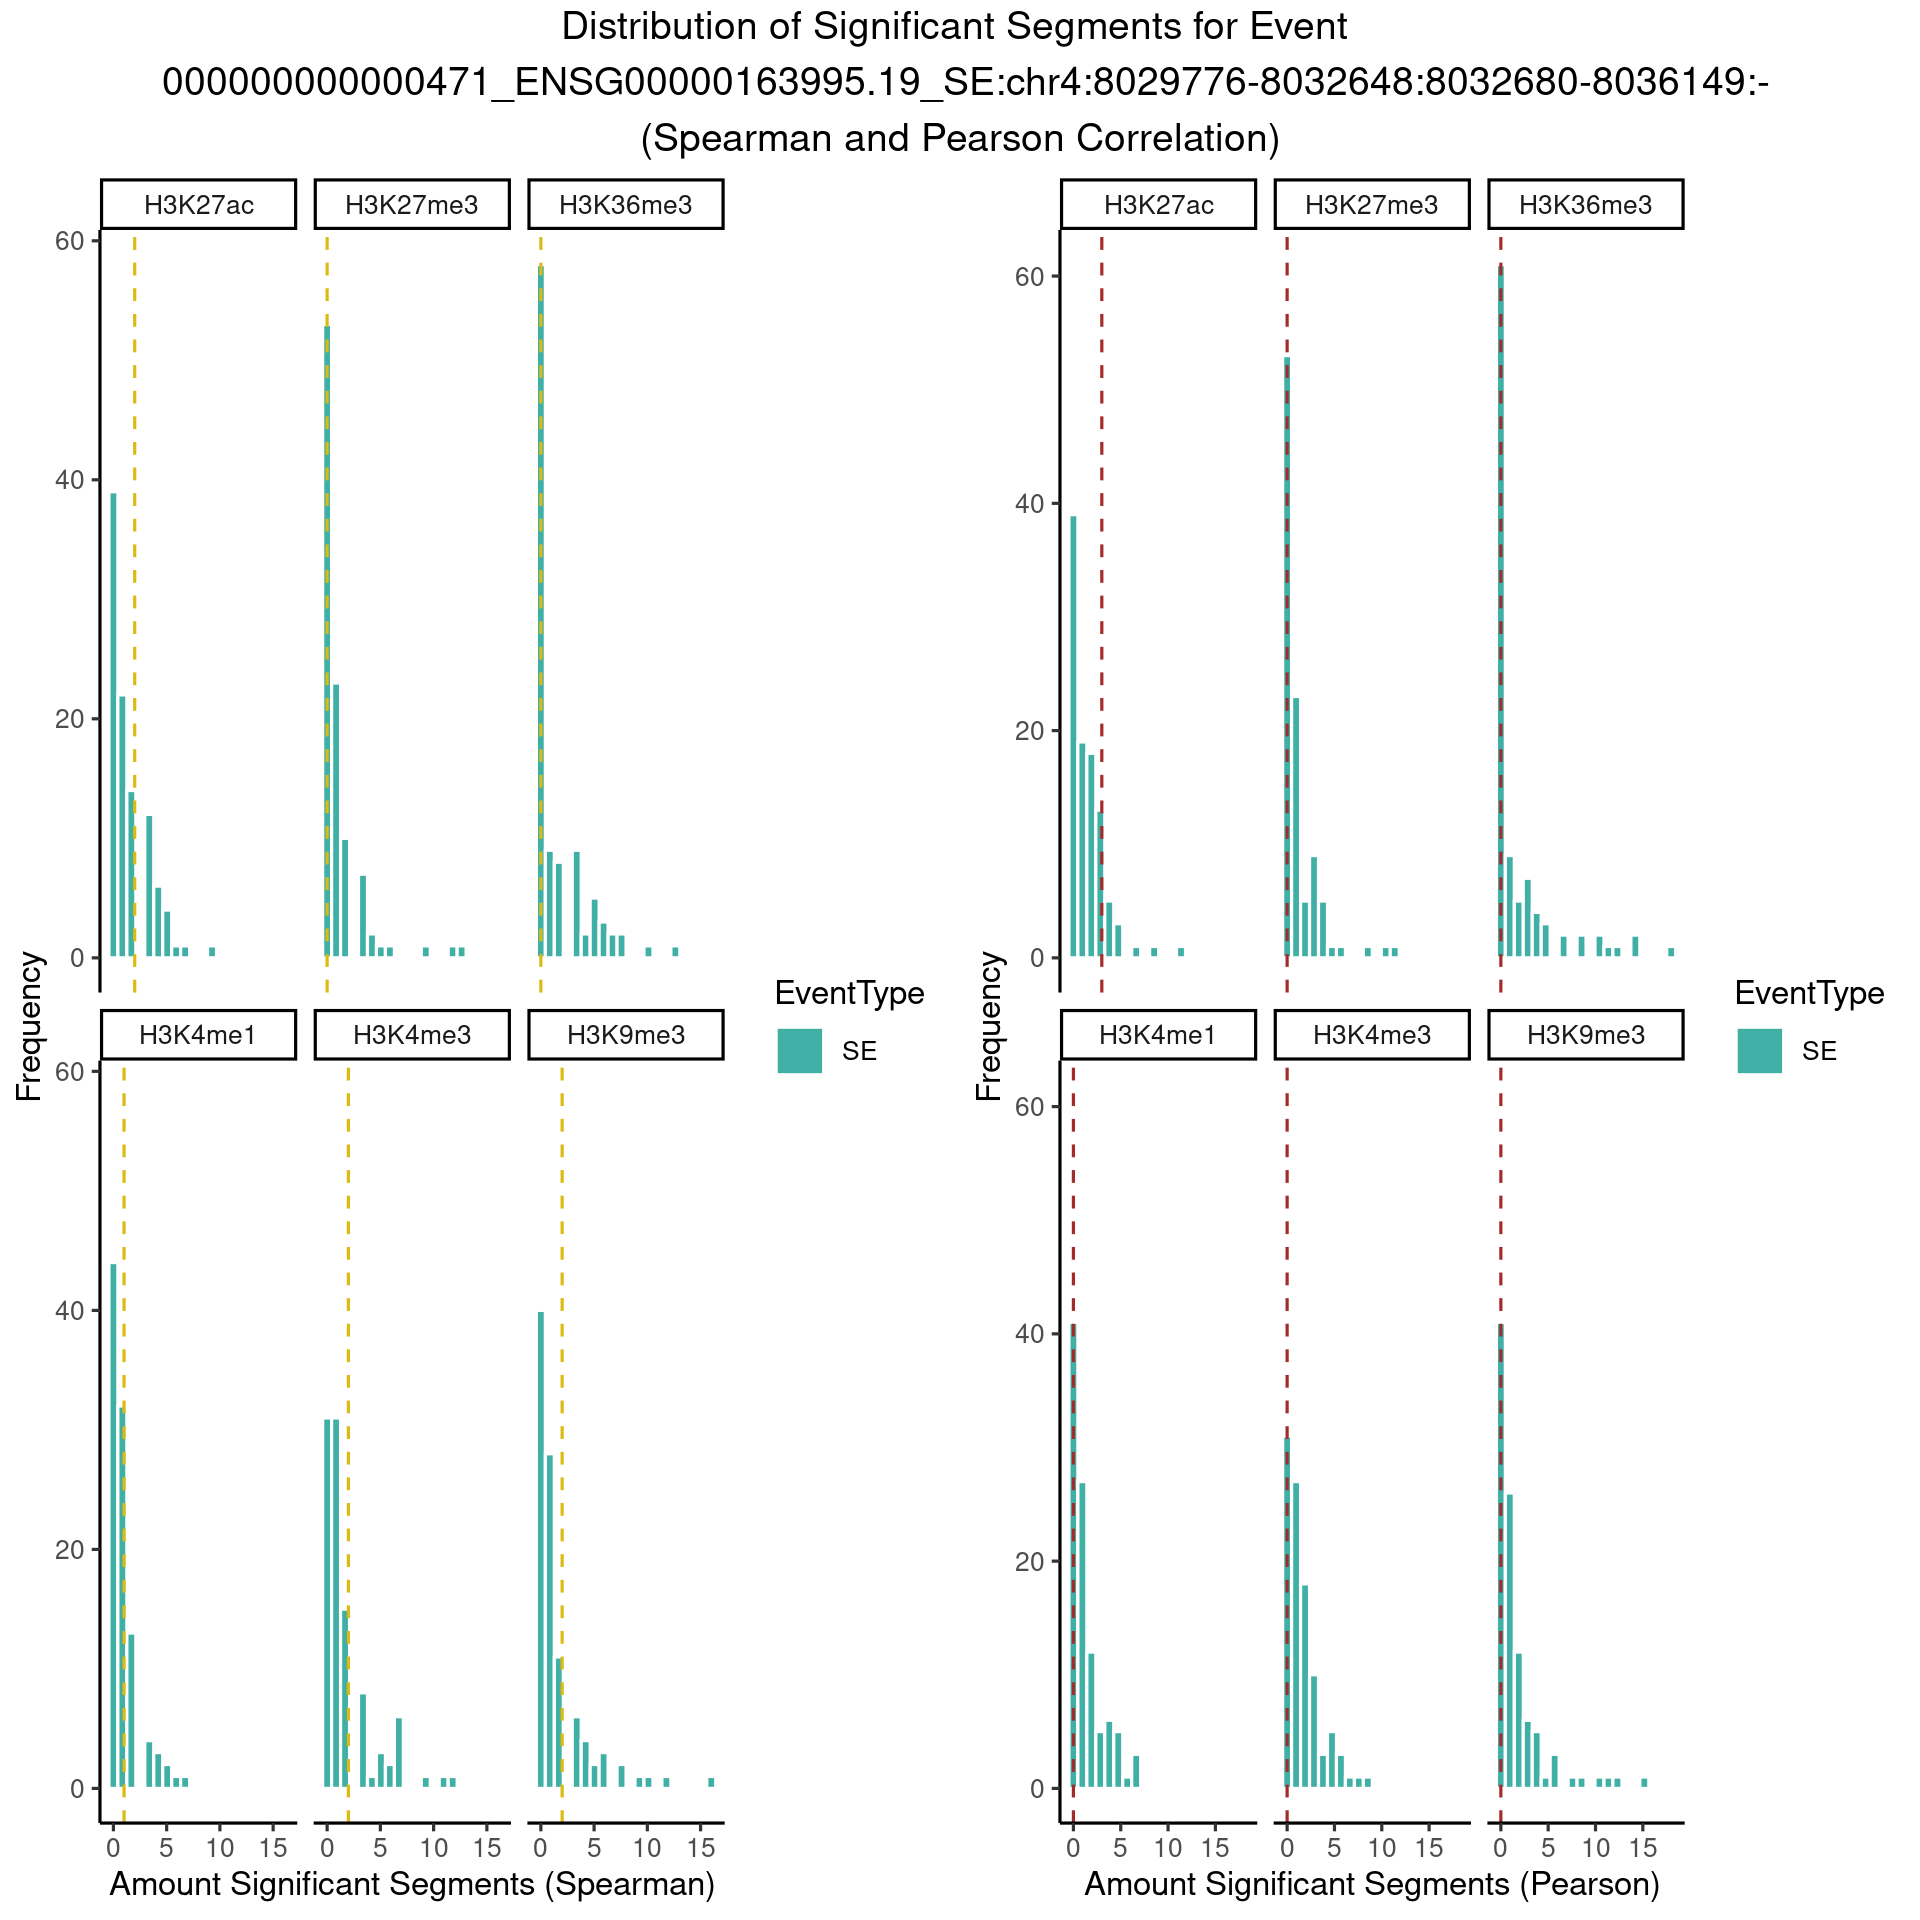 Distribution of Significant Segments for Event
000000000000471_ENSG00000163995.19_SE:chr4:8029776-8032648:8032680-8036149:-
(Spearman and Pearson Correlation)
H3K27ac H3K27me3 H3K36me3
60
40
20
0
Frequency
H3K4me1 H3K4me3 H3K9me3
60
40
20
0
0 5 10 15 0 5 10 15 0 5 10 15
Amount Significant Segments (Spearman)
EventType
SE
H3K27ac H3K27me3 H3K36me3
60
40
20
0
Frequency
H3K4me1 H3K4me3 H3K9me3
60
40
20
0
0 5 10 15 0 5 10 15 0 5 10 15
Amount Significant Segments (Pearson)
EventType
SE